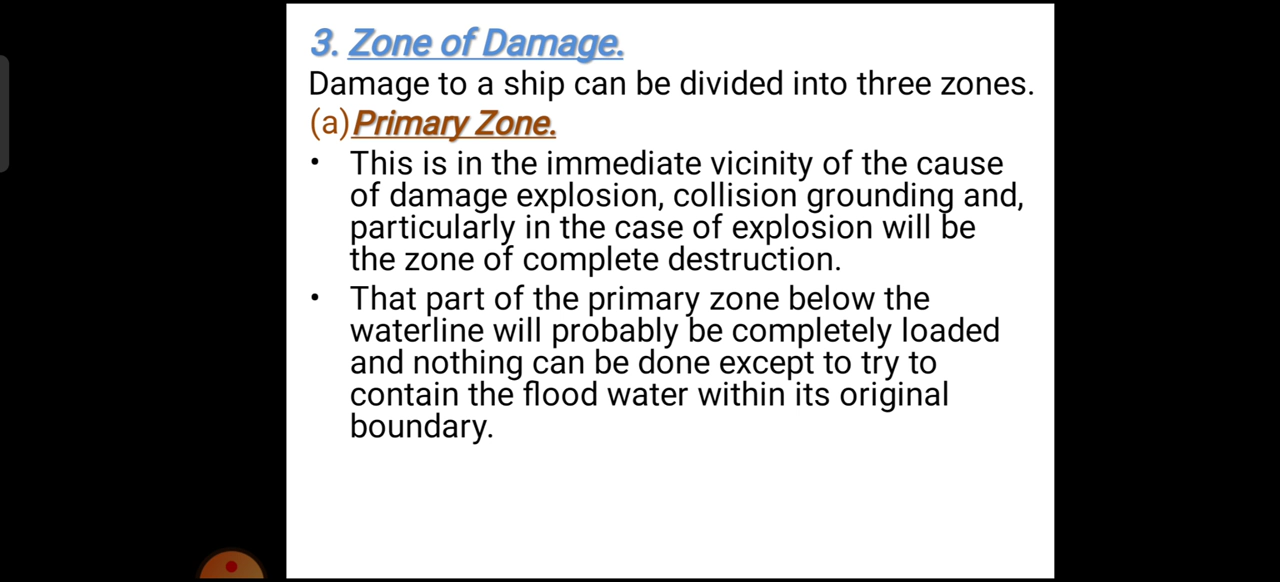 3. Zone of Damage.
Damage to a ship can be divided into three zones.
(a)Primary Zone.
• This is in the immediate vicinity of the cause
of damage explosion, collision grounding and,
particularly in the case of explosion will be
the zone of complete destruction.
• That part of the primary zone below the
waterline will probably be completely loaded
and nothing can be done except to try to
contain the flood water within its original
boundary.